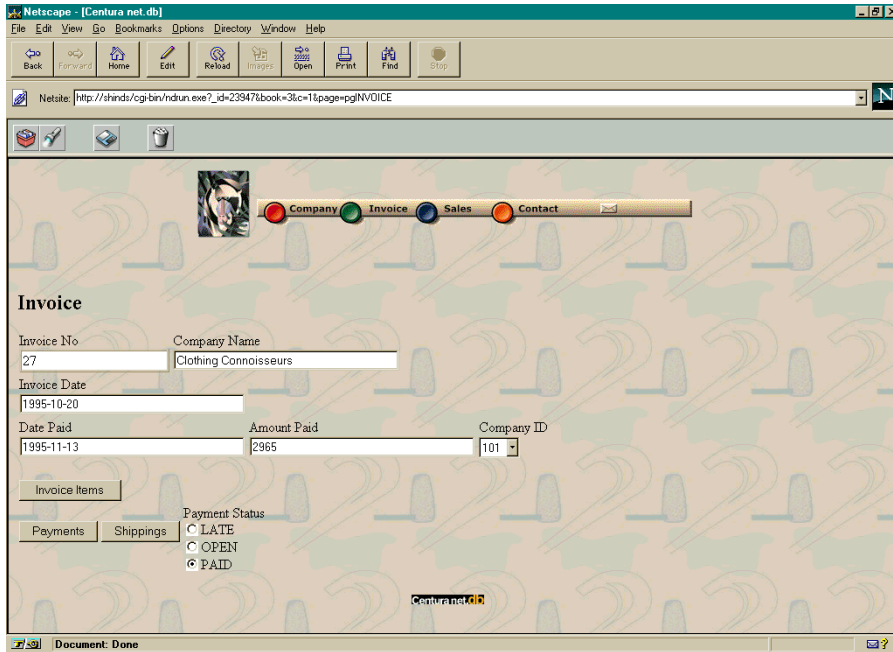 Netscape - [Centura net.db]
File Edit View Go Bookmarks Options Directory Window Help
Back Forward Home Edit Reload Images Open Print Find Stop
Netsite: http://shinds/cgi-bin/ndrun.exe?_id=23947&book=3&c=1&page=pgINVOICE
N
Company Invoice Sales Contact
Invoice
Invoice No Company Name
27 Clothing Connoisseurs
Invoice Date
1995-10-20
Date Paid Amount Paid Company ID
1995-11-13 2965 101
Invoice Items
Payment Status
Payments Shippings LATE
OPEN
PAID
Centura net.db
Document: Done